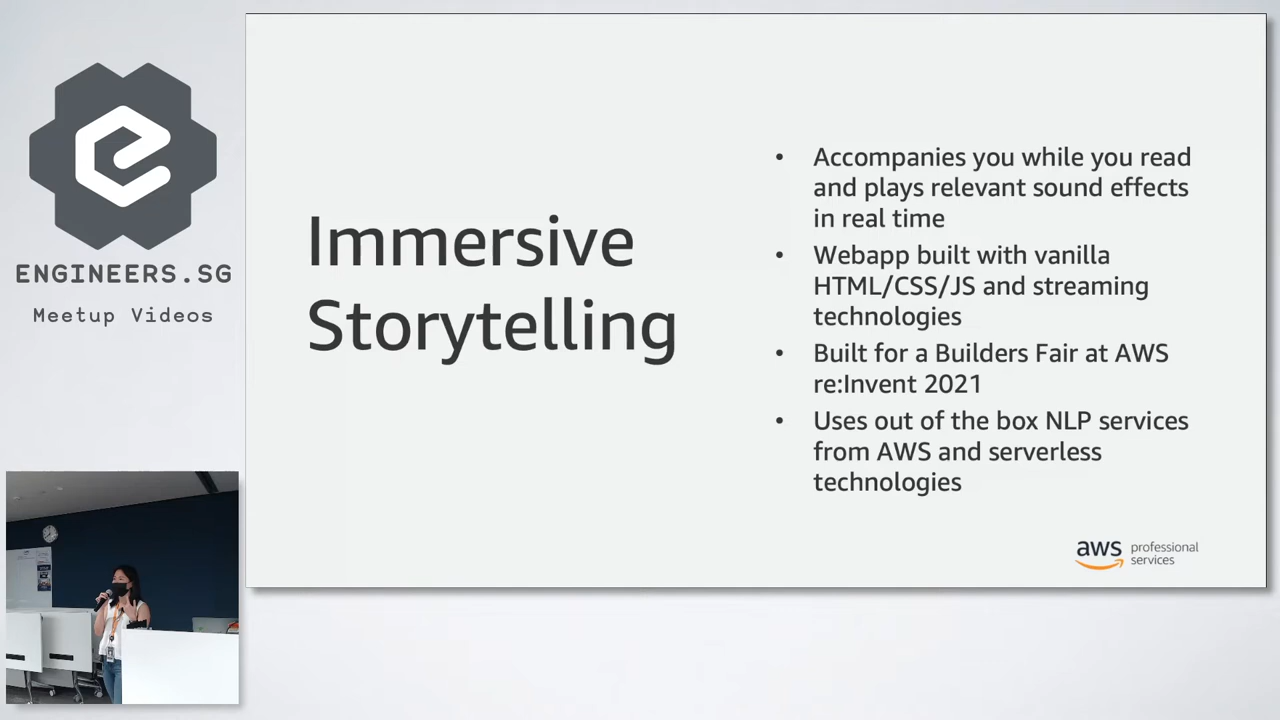 ENGINEERS.SG
Meetup Videos
Immersive
Storytelling
• Accompanies you while you read
and plays relevant sound effects
in real time
• Webapp built with vanilla
HTML/CSS/JS and streaming
technologies
• Built for a Builders Fair at AWS
re:Invent 2021
• Uses out of the box NLP services
from AWS and serverless
technologies
aws professional
services